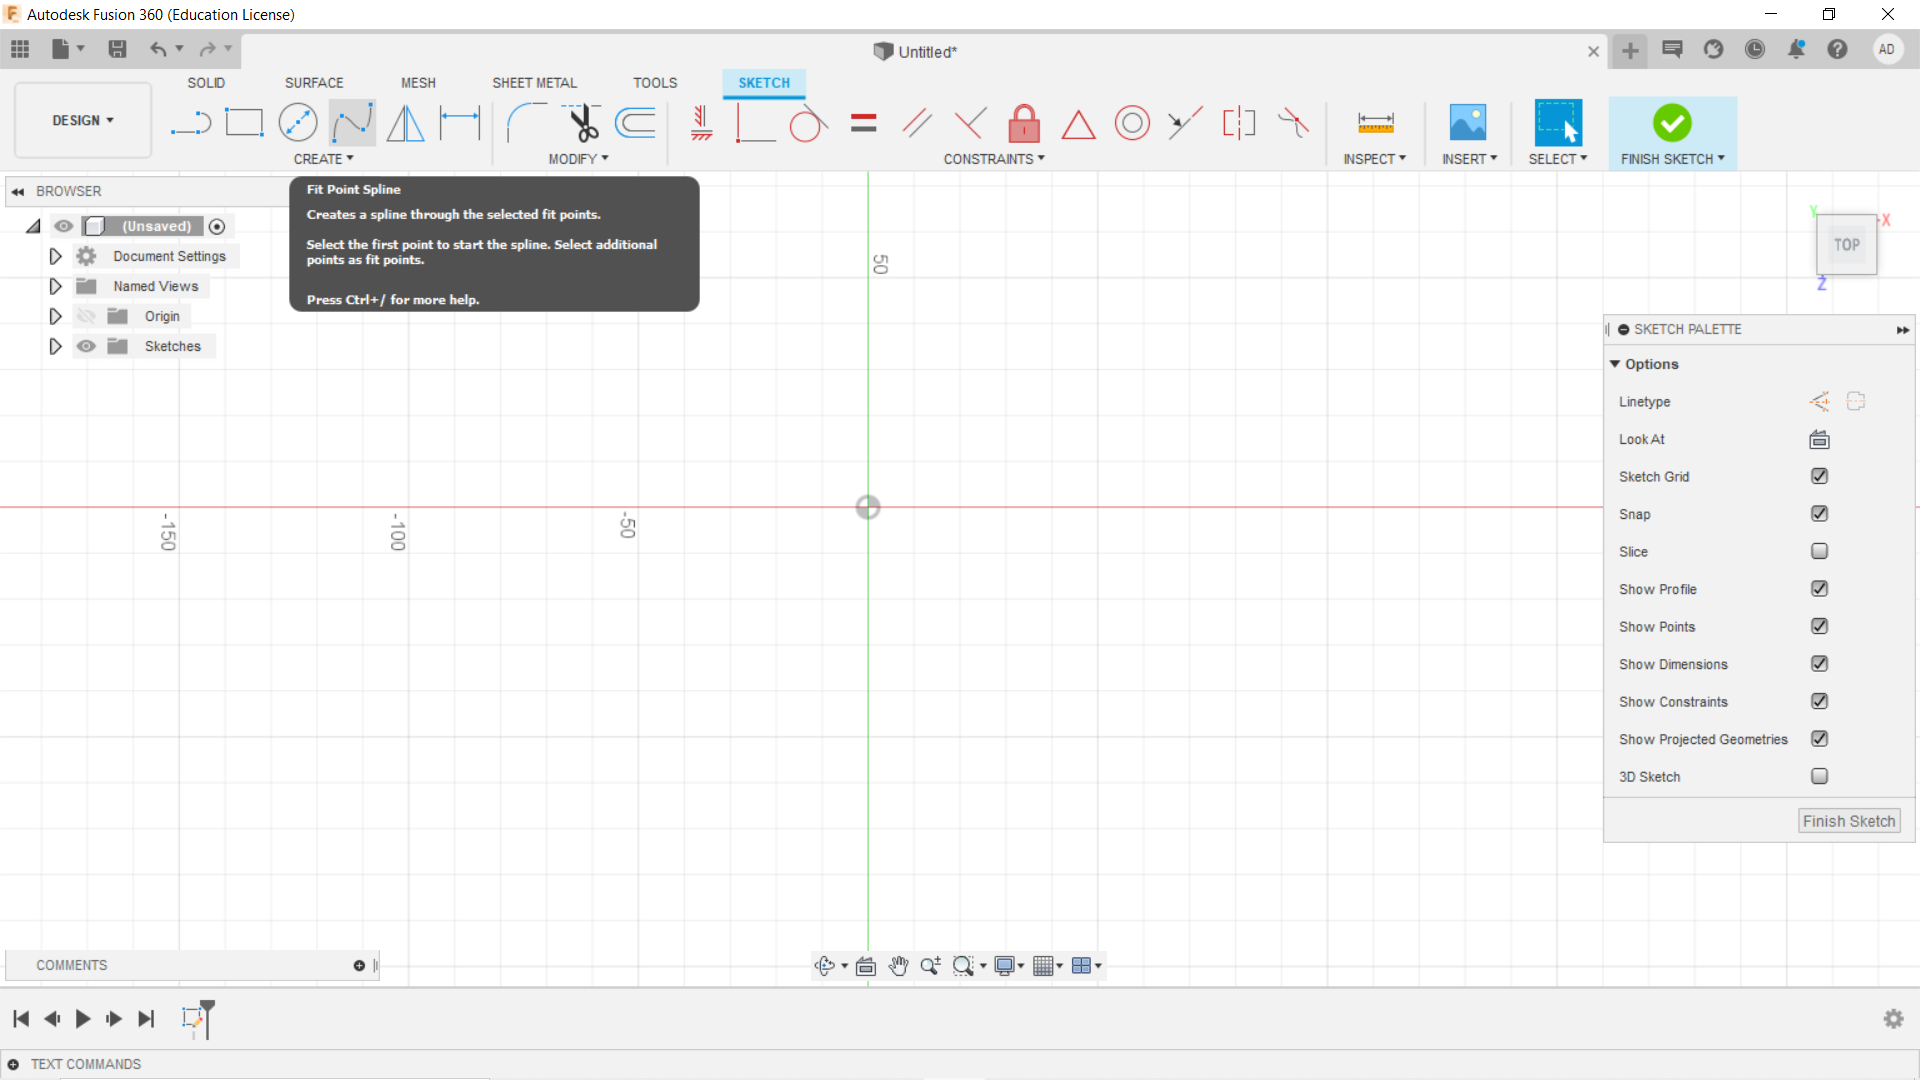 Autodesk Fusion 360 (Education License)
Untitled*
AD
SOLID
SURFACE
MESH
SHEET METAL
TOOLS
SKETCH
DESIGN
CREATE
MODIFY
CONSTRAINTS
INSPECT
INSERT
SELECT
FINISH SKETCH
BROWSER
(Unsaved)
Document Settings
Named Views
Origin
Sketches
Fit Point Spline
Creates a spline through the selected fit points.
Select the first point to start the spline. Select additional
points as fit points.
Press Ctrl+/ for more help.
50
-150
-100
-50
Y
X
TOP
Z
SKETCH PALETTE
Options
Linetype
Look At
Sketch Grid
Snap
Slice
Show Profile
Show Points
Show Dimensions
Show Constraints
Show Projected Geometries
3D Sketch
Finish Sketch
COMMENTS
TEXT COMMANDS